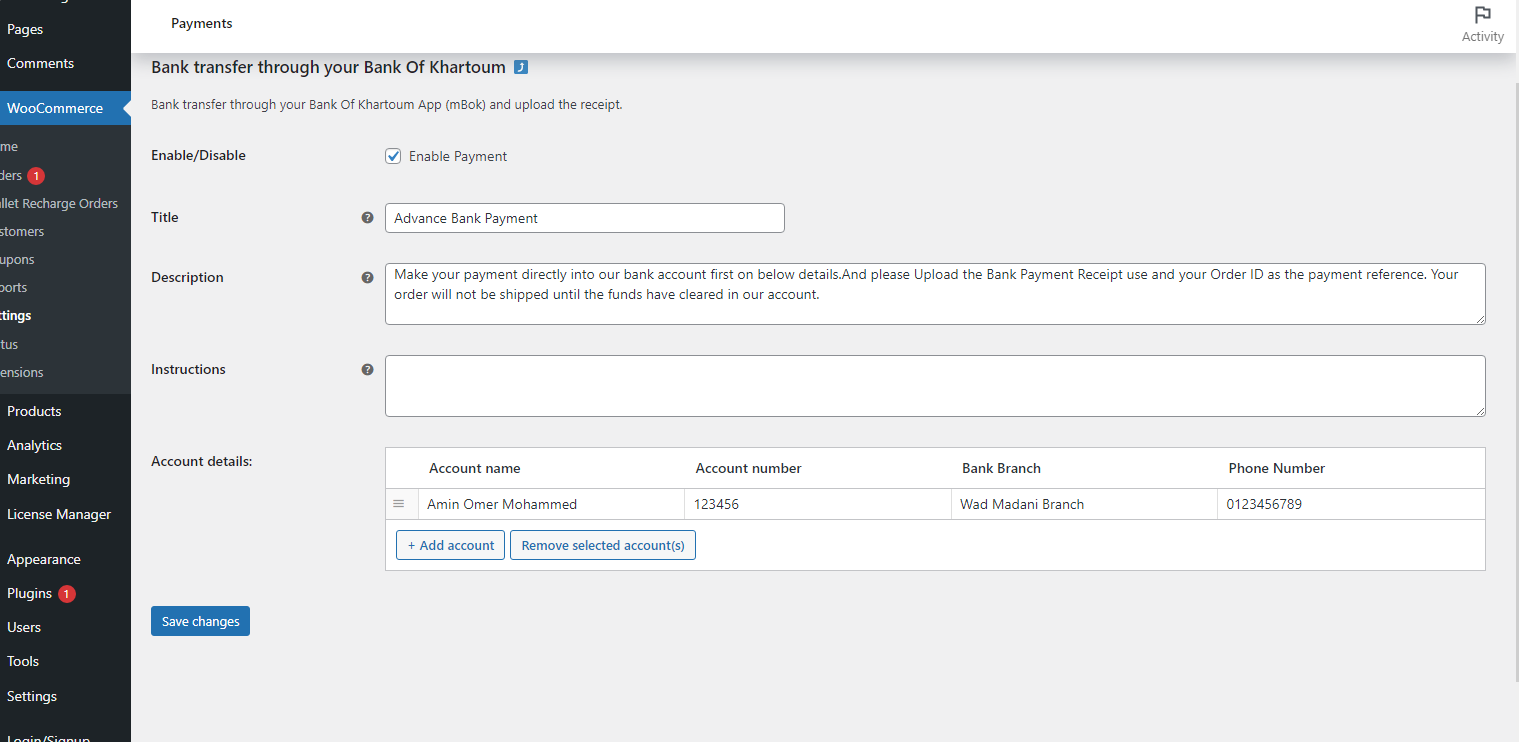 Payments
Activity
Pages
Comments
WooCommerce
me
ders 1
llet Recharge Orders
stomers
upons
ports
ttings
tus
ensions
Products
Analytics
Marketing
License Manager
Appearance
Plugins 1
Users
Tools
Settings
Login/Signup
Bank transfer through your Bank Of Khartoum
Bank transfer through your Bank Of Khartoum App (mBok) and upload the receipt.
Enable/Disable Enable Payment
Title Advance Bank Payment
Description Make your payment directly into our bank account first on below details.And please Upload the Bank Payment Receipt use and your Order ID as the payment reference. Your
order will not be shipped until the funds have cleared in our account.
Instructions
Account details: Account name Account number Bank Branch Phone Number
Amin Omer Mohammed 123456 Wad Madani Branch 0123456789
+ Add account Remove selected account(s)
Save changes